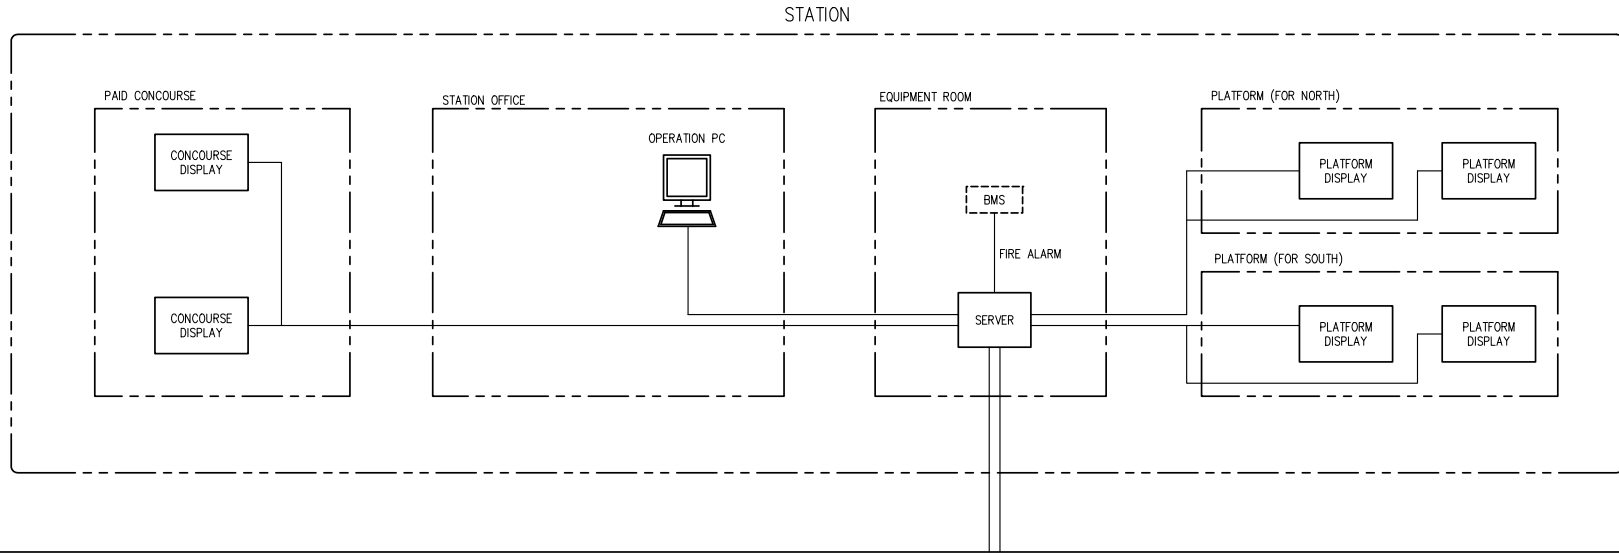 STATION
PAID CONCOURSE
CONCOURSE
DISPLAY
CONCOURSE
DISPLAY
STATION OFFICE
OPERATION PC
EQUIPMENT ROOM
BMS
FIRE ALARM
SERVER
PLATFORM (FOR NORTH)
PLATFORM
DISPLAY
PLATFORM
DISPLAY
PLATFORM (FOR SOUTH)
PLATFORM
DISPLAY
PLATFORM
DISPLAY